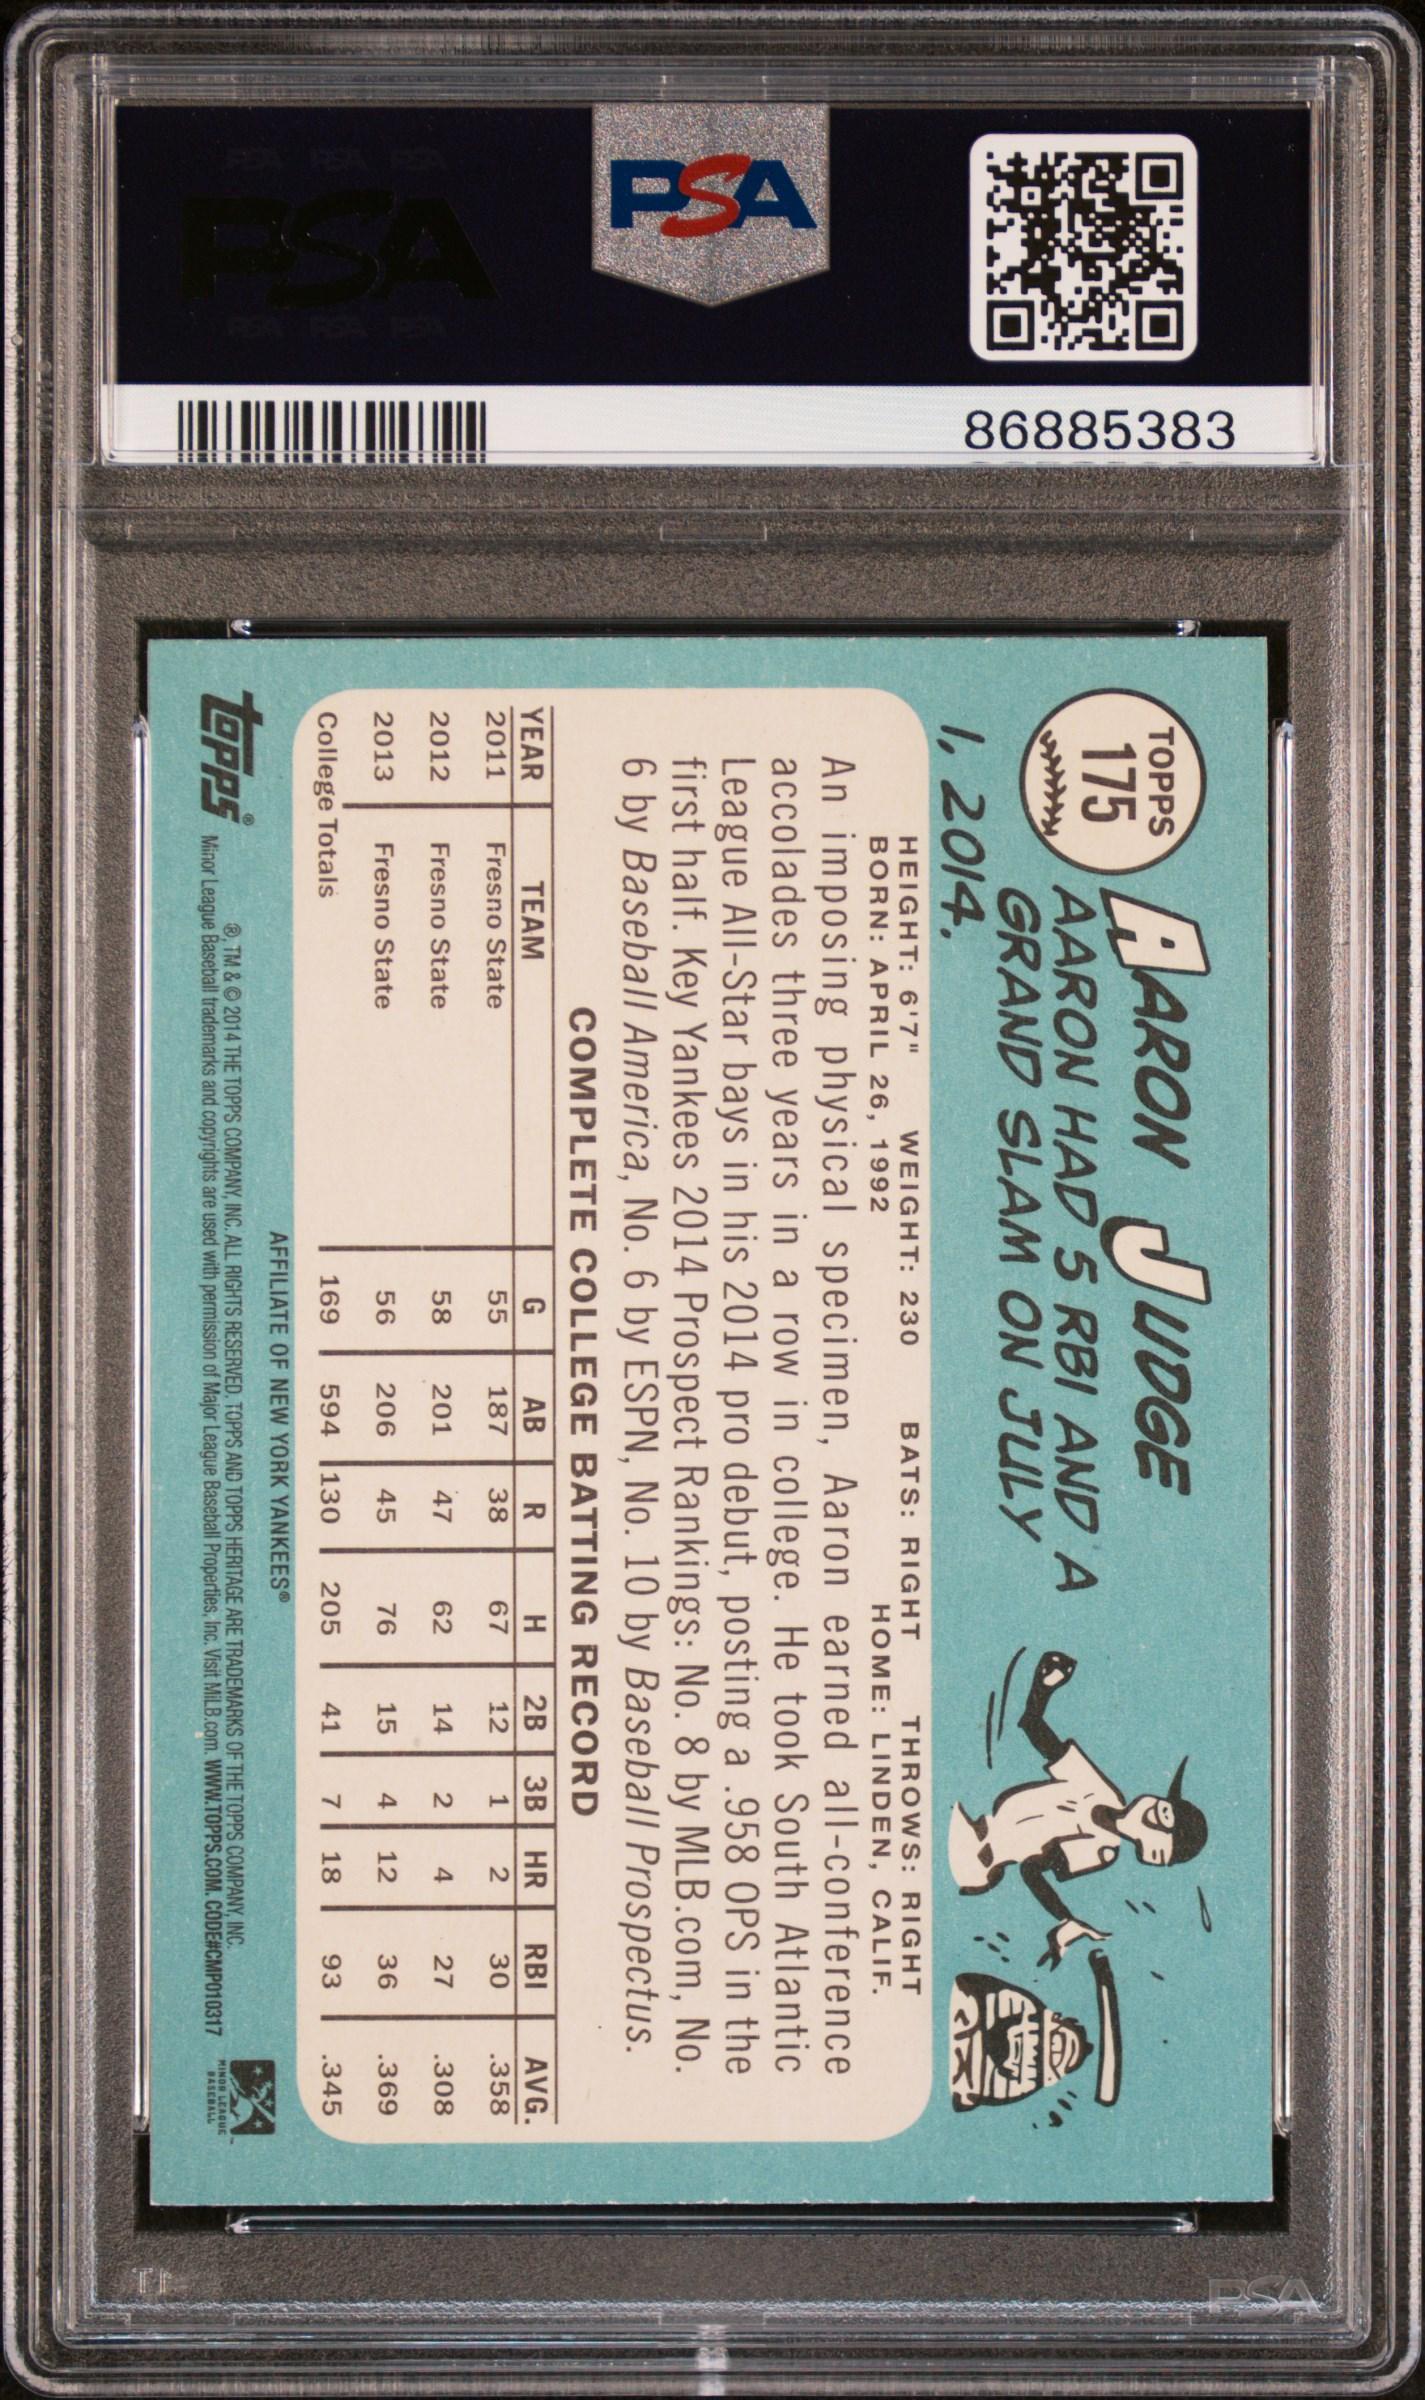 PSA PSA PSA
PSA
PSA PSA PSA
PSA
86885383
TOPPS
175
AARON JUDGE
AARON HAD 5 RBI AND A
GRAND SLAM ON JULY
1, 2014.
HEIGHT: 6'7" WEIGHT: 230 BATS: RIGHT THROWS: RIGHT
BORN: APRIL 26, 1992 HOME: LINDEN, CALIF.
An imposing physical specimen, Aaron earned all-conference
accolades three years in a row in college. He took South Atlantic
League All-Star bays in his 2014 pro debut, posting a .958 OPS in the
first half. Key Yankees 2014 Prospect Rankings: No. 8 by MLB.com, No.
6 by Baseball America, No. 6 by ESPN, No. 10 by Baseball Prospectus.
COMPLETE COLLEGE BATTING RECORD
YEAR TEAM G AB R H 2B 3B HR RBI AVG.
2011 Fresno State 55 187 38 67 12 1 2 30 .358
2012 Fresno State 58 201 47 62 14 2 4 27 .308
2013 Fresno State 56 206 45 76 15 4 12 36 .369
College Totals 169 594 130 205 41 7 18 93 .345
AFFILIATE OF NEW YORK YANKEES®
topps®
®, TM & © 2014 THE TOPPS COMPANY, INC. ALL RIGHTS RESERVED. TOPPS AND TOPPS HERITAGE ARE TRADEMARKS OF THE TOPPS COMPANY, INC.
Minor League Baseball trademarks and copyrights are used with permission of Major League Baseball Properties, Inc. Visit MiLB.com. WWW.TOPPS.COM. CODE#CMP010317
MINOR LEAGUE
BASEBALL™
PSA